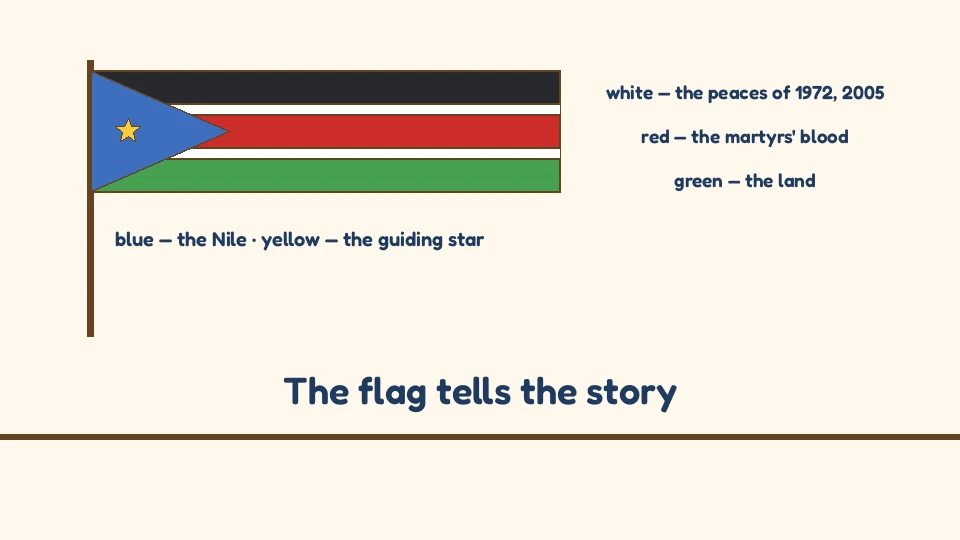 white — the peaces of 1972, 2005
red — the martyrs' blood
green — the land
blue — the Nile · yellow — the guiding star
The flag tells the story